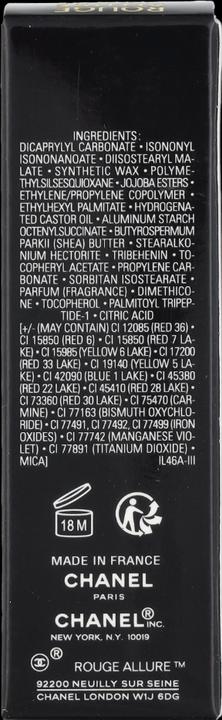 ROUGE
INGREDIENTS:
DICAPRYLYL CARBONATE • ISONONYL
ISONONANOATE • DIISOSTEARYL MA-
LATE • SYNTHETIC WAX • POLYME-
THYLSILSESQUIOXANE • JOJOBA ESTERS •
ETHYLENE/PROPYLENE COPOLYMER •
ETHYLHEXYL PALMITATE • HYDROGENA-
TED CASTOR OIL • ALUMINUM STARCH
OCTENYLSUCCINATE • BUTYROSPERMUM
PARKII (SHEA) BUTTER • STEARALKO-
NIUM HECTORITE • TRIBEHENIN • TO-
COPHERYL ACETATE • PROPYLENE CAR-
BONATE • SORBITAN ISOSTEARATE •
PARFUM (FRAGRANCE) • DIMETHICO-
NE • TOCOPHEROL • PALMITOYL TRIPEP-
TIDE-1 • CITRIC ACID
[+/- (MAY CONTAIN) CI 12085 (RED 36) •
CI 15850 (RED 6) • CI 15850 (RED 7 LA-
KE) • CI 15985 (YELLOW 6 LAKE) • CI 17200
(RED 33 LAKE) • CI 19140 (YELLOW 5 LA-
KE) • CI 42090 (BLUE 1 LAKE) • CI 45380
(RED 22 LAKE) • CI 45410 (RED 28 LAKE) •
CI 73360 (RED 30 LAKE) • CI 75470 (CAR-
MINE) • CI 77163 (BISMUTH OXYCHLO-
RIDE) • CI 77491, CI 77492, CI 77499 (IRON
OXIDES) • CI 77742 (MANGANESE VIO-
LET) • CI 77891 (TITANIUM DIOXIDE) •
MICA] IL46A-III
18 M
MADE IN FRANCE
CHANEL
PARIS
CHANEL® INC.
NEW YORK, N.Y. 10019
® ROUGE ALLURE™
92200 NEUILLY SUR SEINE
CHANEL LONDON W1J 6DG